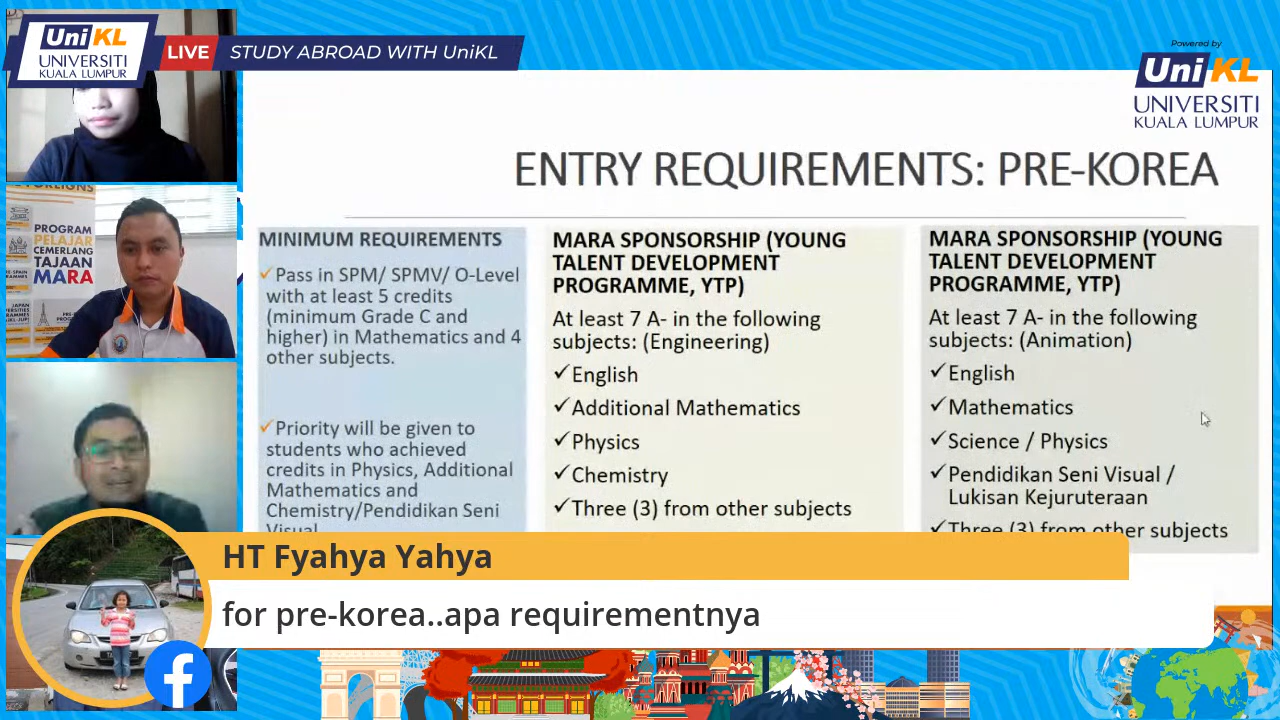 Uni KL
UNIVERSITI
KUALA LUMPUR
LIVE
STUDY ABROAD WITH UniKL
Powered by
Uni KL
UNIVERSITI
KUALA LUMPUR
PROGRAM
PELAJAR
CEMERLANG
TAJAAN
MARA
ENTRY REQUIREMENTS: PRE-KOREA
MINIMUM REQUIREMENTS
✓Pass in SPM/ SPMV/ O-Level
with at least 5 credits
(minimum Grade C and
higher) in Mathematics and 4
other subjects.
✓Priority will be given to
students who achieved
credits in Physics, Additional
Mathematics and
Chemistry/Pendidikan Seni
Visual
MARA SPONSORSHIP (YOUNG
TALENT DEVELOPMENT
PROGRAMME, YTP)
At least 7 A- in the following
subjects: (Engineering)
✓English
✓Additional Mathematics
✓Physics
✓Chemistry
✓Three (3) from other subjects
MARA SPONSORSHIP (YOUNG
TALENT DEVELOPMENT
PROGRAMME, YTP)
At least 7 A- in the following
subjects: (Animation)
✓English
✓Mathematics
✓Science / Physics
✓Pendidikan Seni Visual /
Lukisan Kejuruteraan
✓Three (3) from other subjects
HT Fyahya Yahya
for pre-korea..apa requirementnya